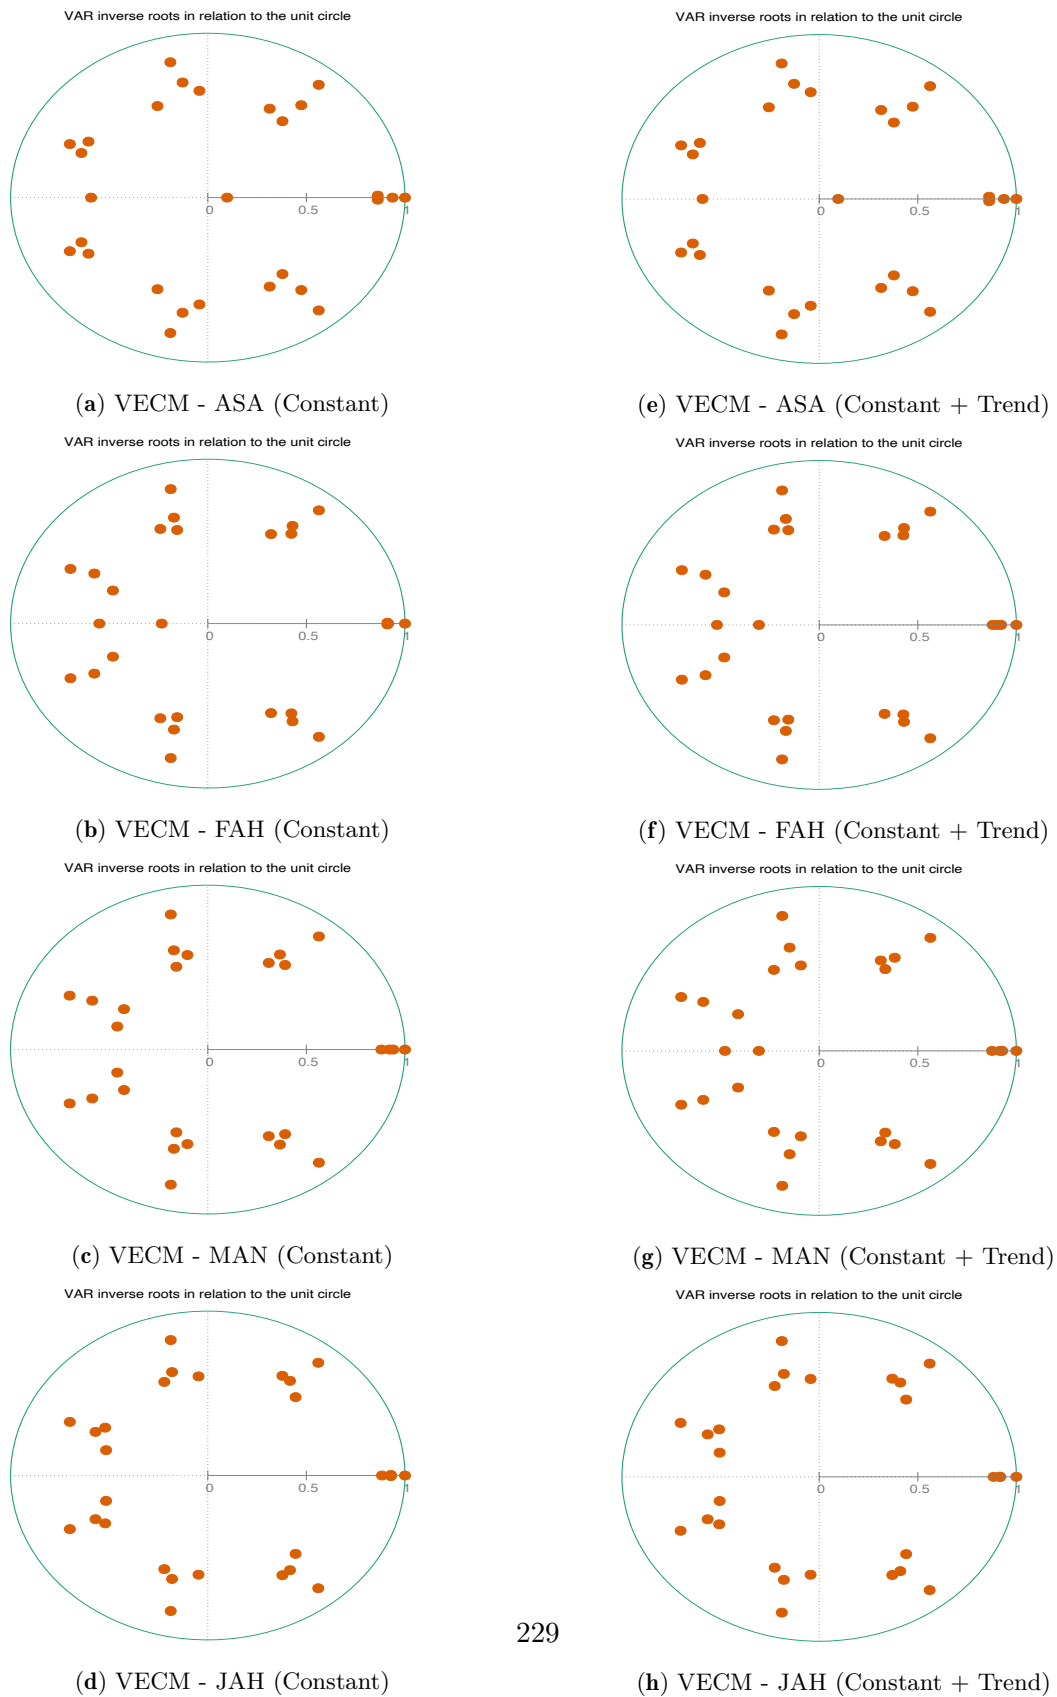 VAR inverse roots in relation to the unit circle
0 0.5 1
(a) VECM - ASA (Constant)
VAR inverse roots in relation to the unit circle
0 0.5 1
(e) VECM - ASA (Constant + Trend)
VAR inverse roots in relation to the unit circle
0 0.5 1
(b) VECM - FAH (Constant)
VAR inverse roots in relation to the unit circle
0 0.5 1
(f) VECM - FAH (Constant + Trend)
VAR inverse roots in relation to the unit circle
0 0.5 1
(c) VECM - MAN (Constant)
VAR inverse roots in relation to the unit circle
0 0.5 1
(g) VECM - MAN (Constant + Trend)
VAR inverse roots in relation to the unit circle
0 0.5 1
(d) VECM - JAH (Constant)
VAR inverse roots in relation to the unit circle
0 0.5 1
(h) VECM - JAH (Constant + Trend)
229